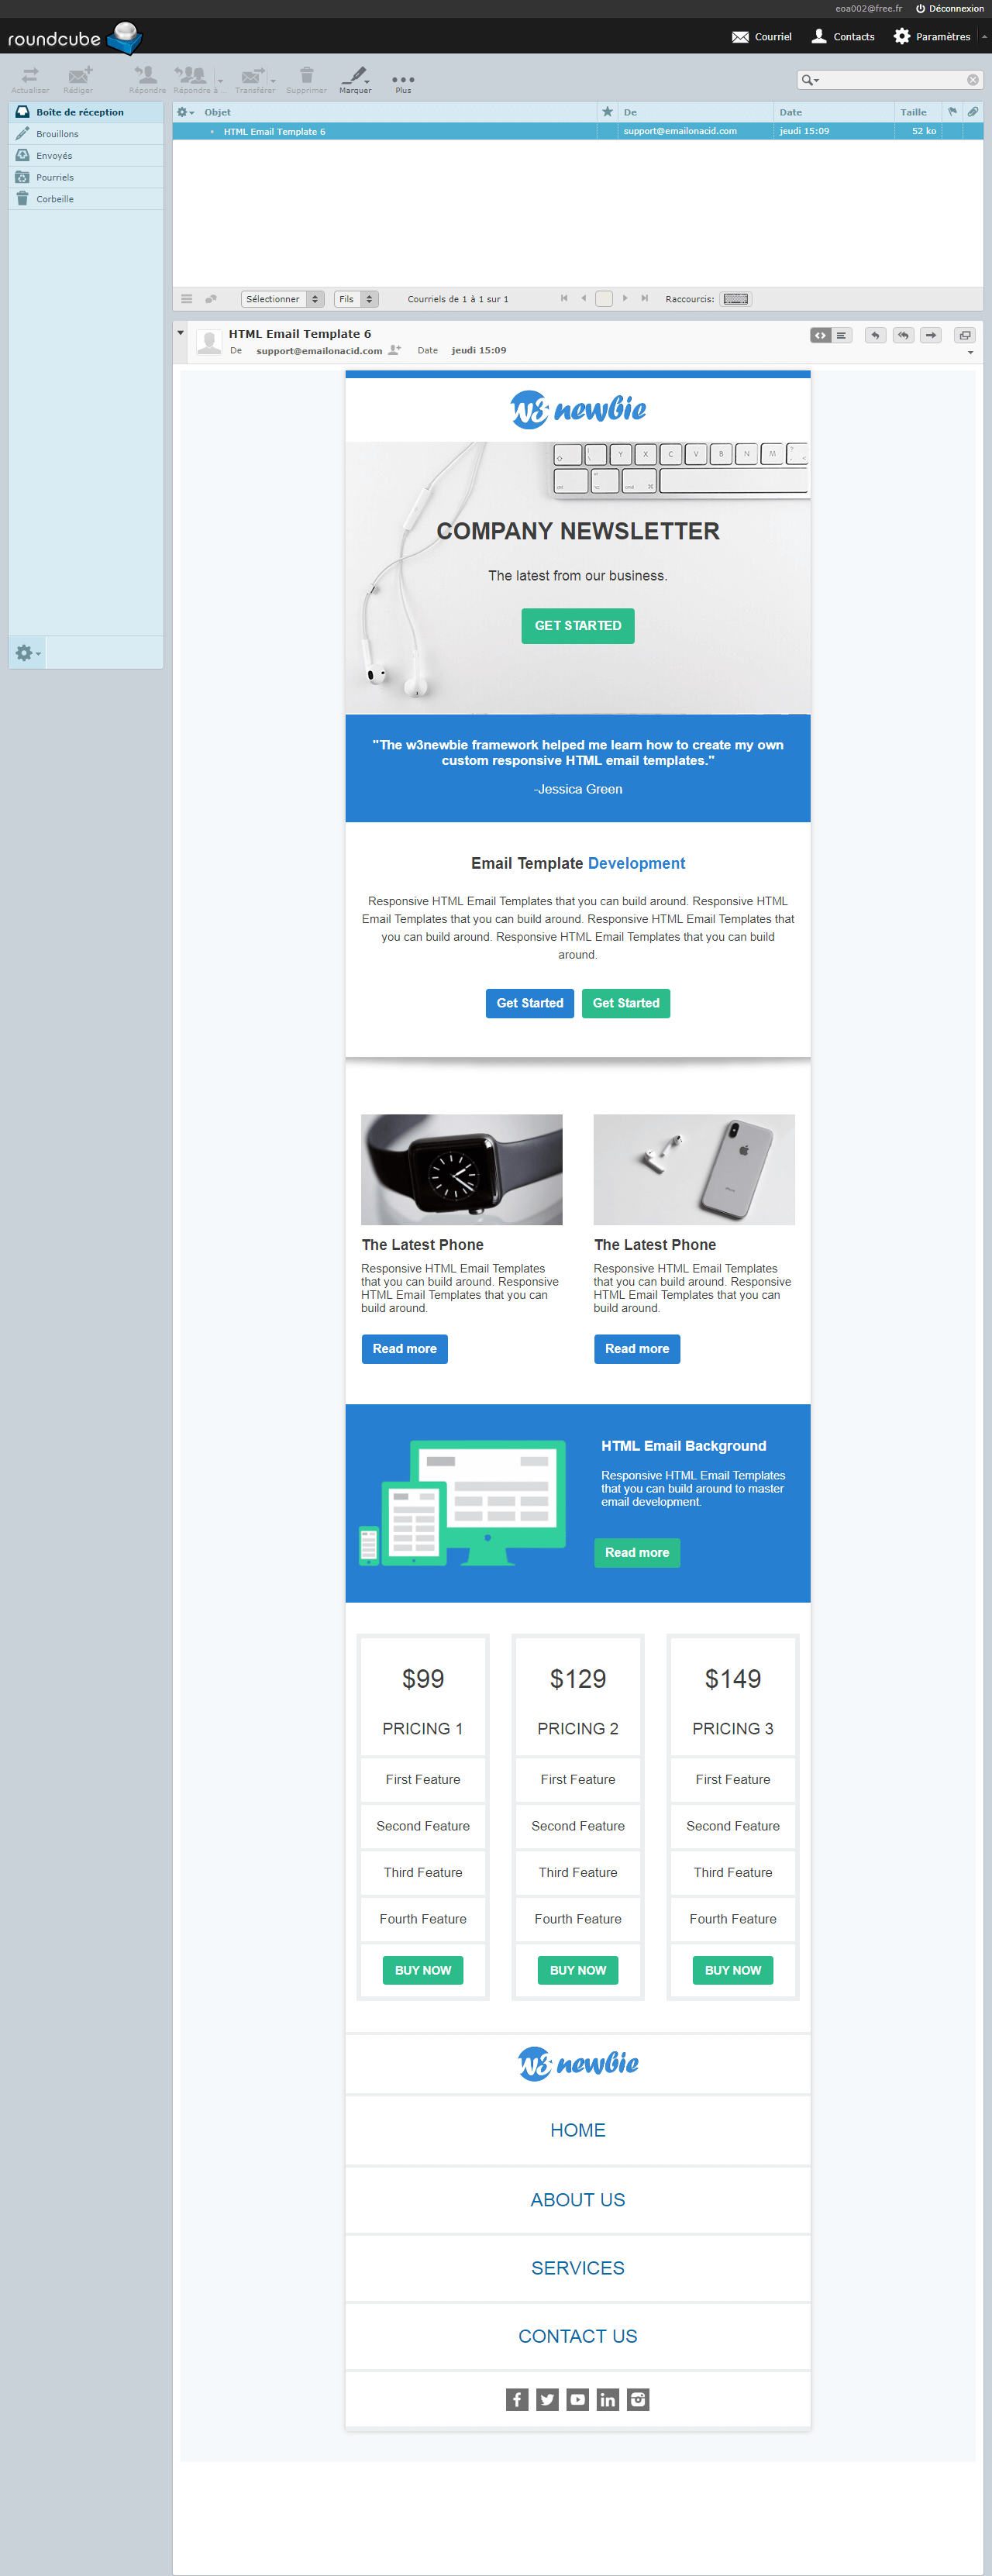 eoa002@free.fr Déconnexion
roundcube
Courriel Contacts Paramètres
Actualiser Rédiger Répondre Répondre à ... Transférer Supprimer Marquer Plus
Boîte de réception
Brouillons
Envoyés
Pourriels
Corbeille
Objet De Date Taille
HTML Email Template 6 support@emailonacid.com jeudi 15:09 52 ko
Sélectionner Fils Courriels de 1 à 1 sur 1 Raccourcis:
HTML Email Template 6
De support@emailonacid.com Date jeudi 15:09
w3 newbie
Y X C V B N M
COMPANY NEWSLETTER
The latest from our business.
GET STARTED
"The w3newbie framework helped me learn how to create my own
custom responsive HTML email templates."
-Jessica Green
Email Template Development
Responsive HTML Email Templates that you can build around. Responsive HTML
Email Templates that you can build around. Responsive HTML Email Templates that
you can build around. Responsive HTML Email Templates that you can build
around.
Get Started Get Started
The Latest Phone
Responsive HTML Email Templates
that you can build around. Responsive
HTML Email Templates that you can
build around.
Read more
The Latest Phone
Responsive HTML Email Templates
that you can build around. Responsive
HTML Email Templates that you can
build around.
Read more
HTML Email Background
Responsive HTML Email Templates
that you can build around to master
email development.
Read more
$99
PRICING 1
First Feature
Second Feature
Third Feature
Fourth Feature
BUY NOW
$129
PRICING 2
First Feature
Second Feature
Third Feature
Fourth Feature
BUY NOW
$149
PRICING 3
First Feature
Second Feature
Third Feature
Fourth Feature
BUY NOW
w3 newbie
HOME
ABOUT US
SERVICES
CONTACT US